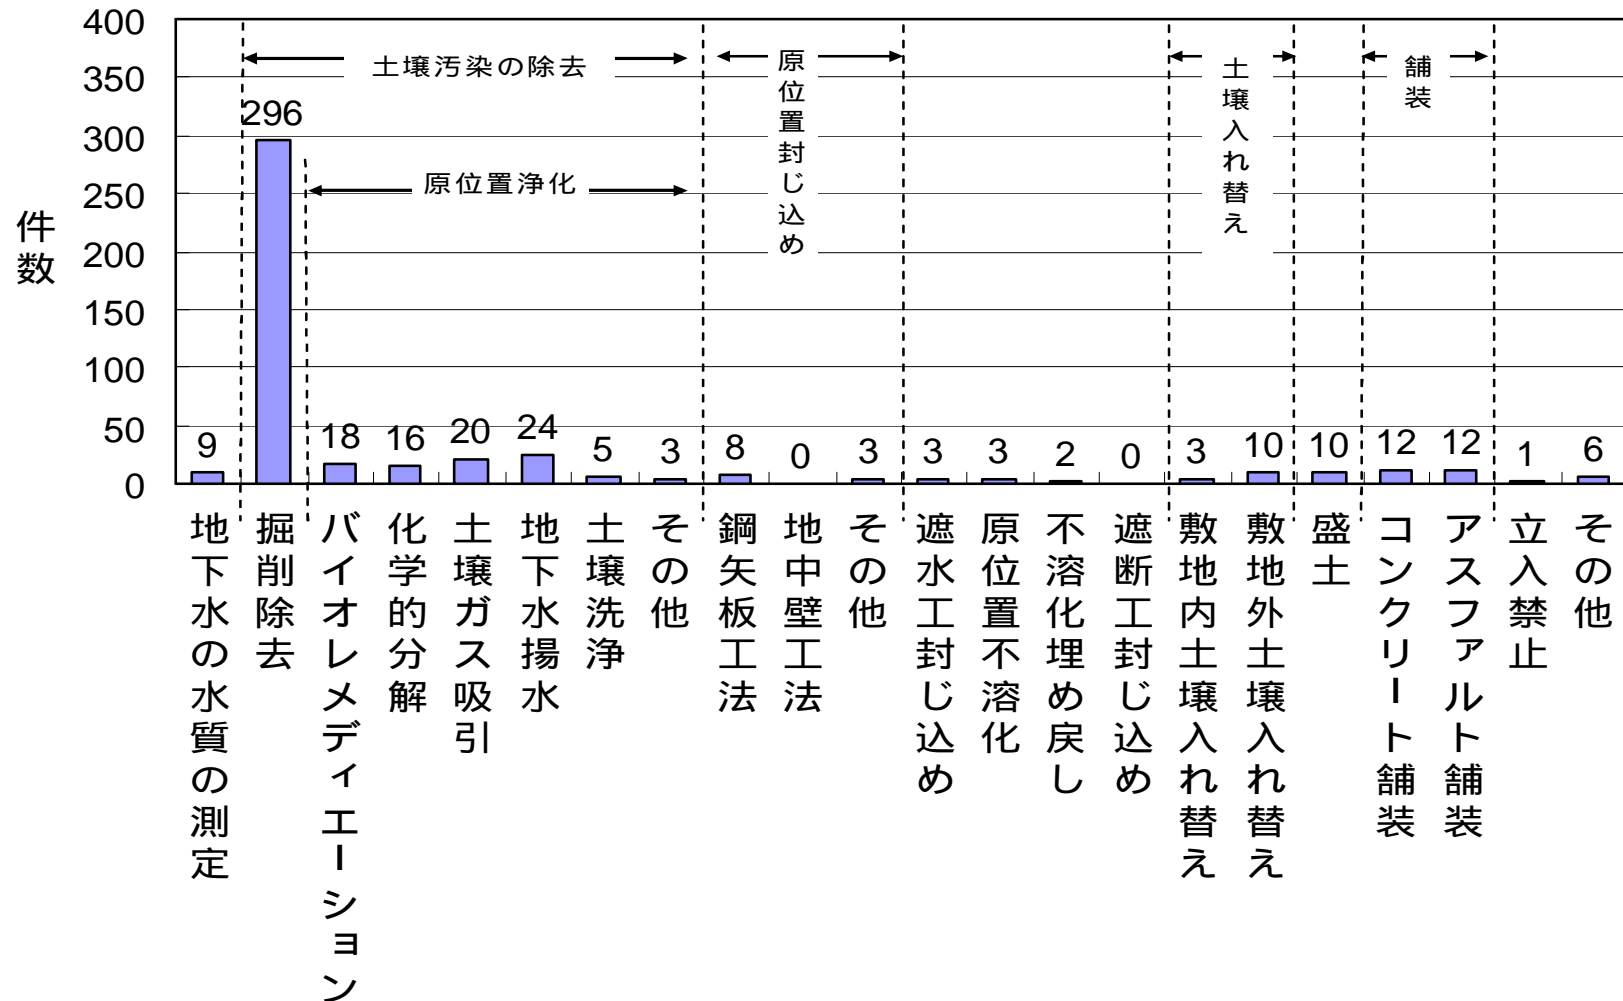 400
350
300
250
200
150
100
50
0
件数
土壌汚染の除去
原位置浄化
原位置封じ込め
土壌入れ替え
舗装
9
296
18
16
20
24
5
3
8
0
3
3
3
2
0
3
10
10
12
12
1
6
地下水の水質の測定
掘削除去
バイオレメディエーション
化学的分解
土壌ガス吸引
地下水揚水
土壌洗浄
その他
鋼矢板工法
地中壁工法
その他
遮水工封じ込め
原位置不溶化
不溶化埋め戻し
遮断工封じ込め
敷地内土壌入れ替え
敷地外土壌入れ替え
盛土
コンクリート舗装
アスファルト舗装
立入禁止
その他